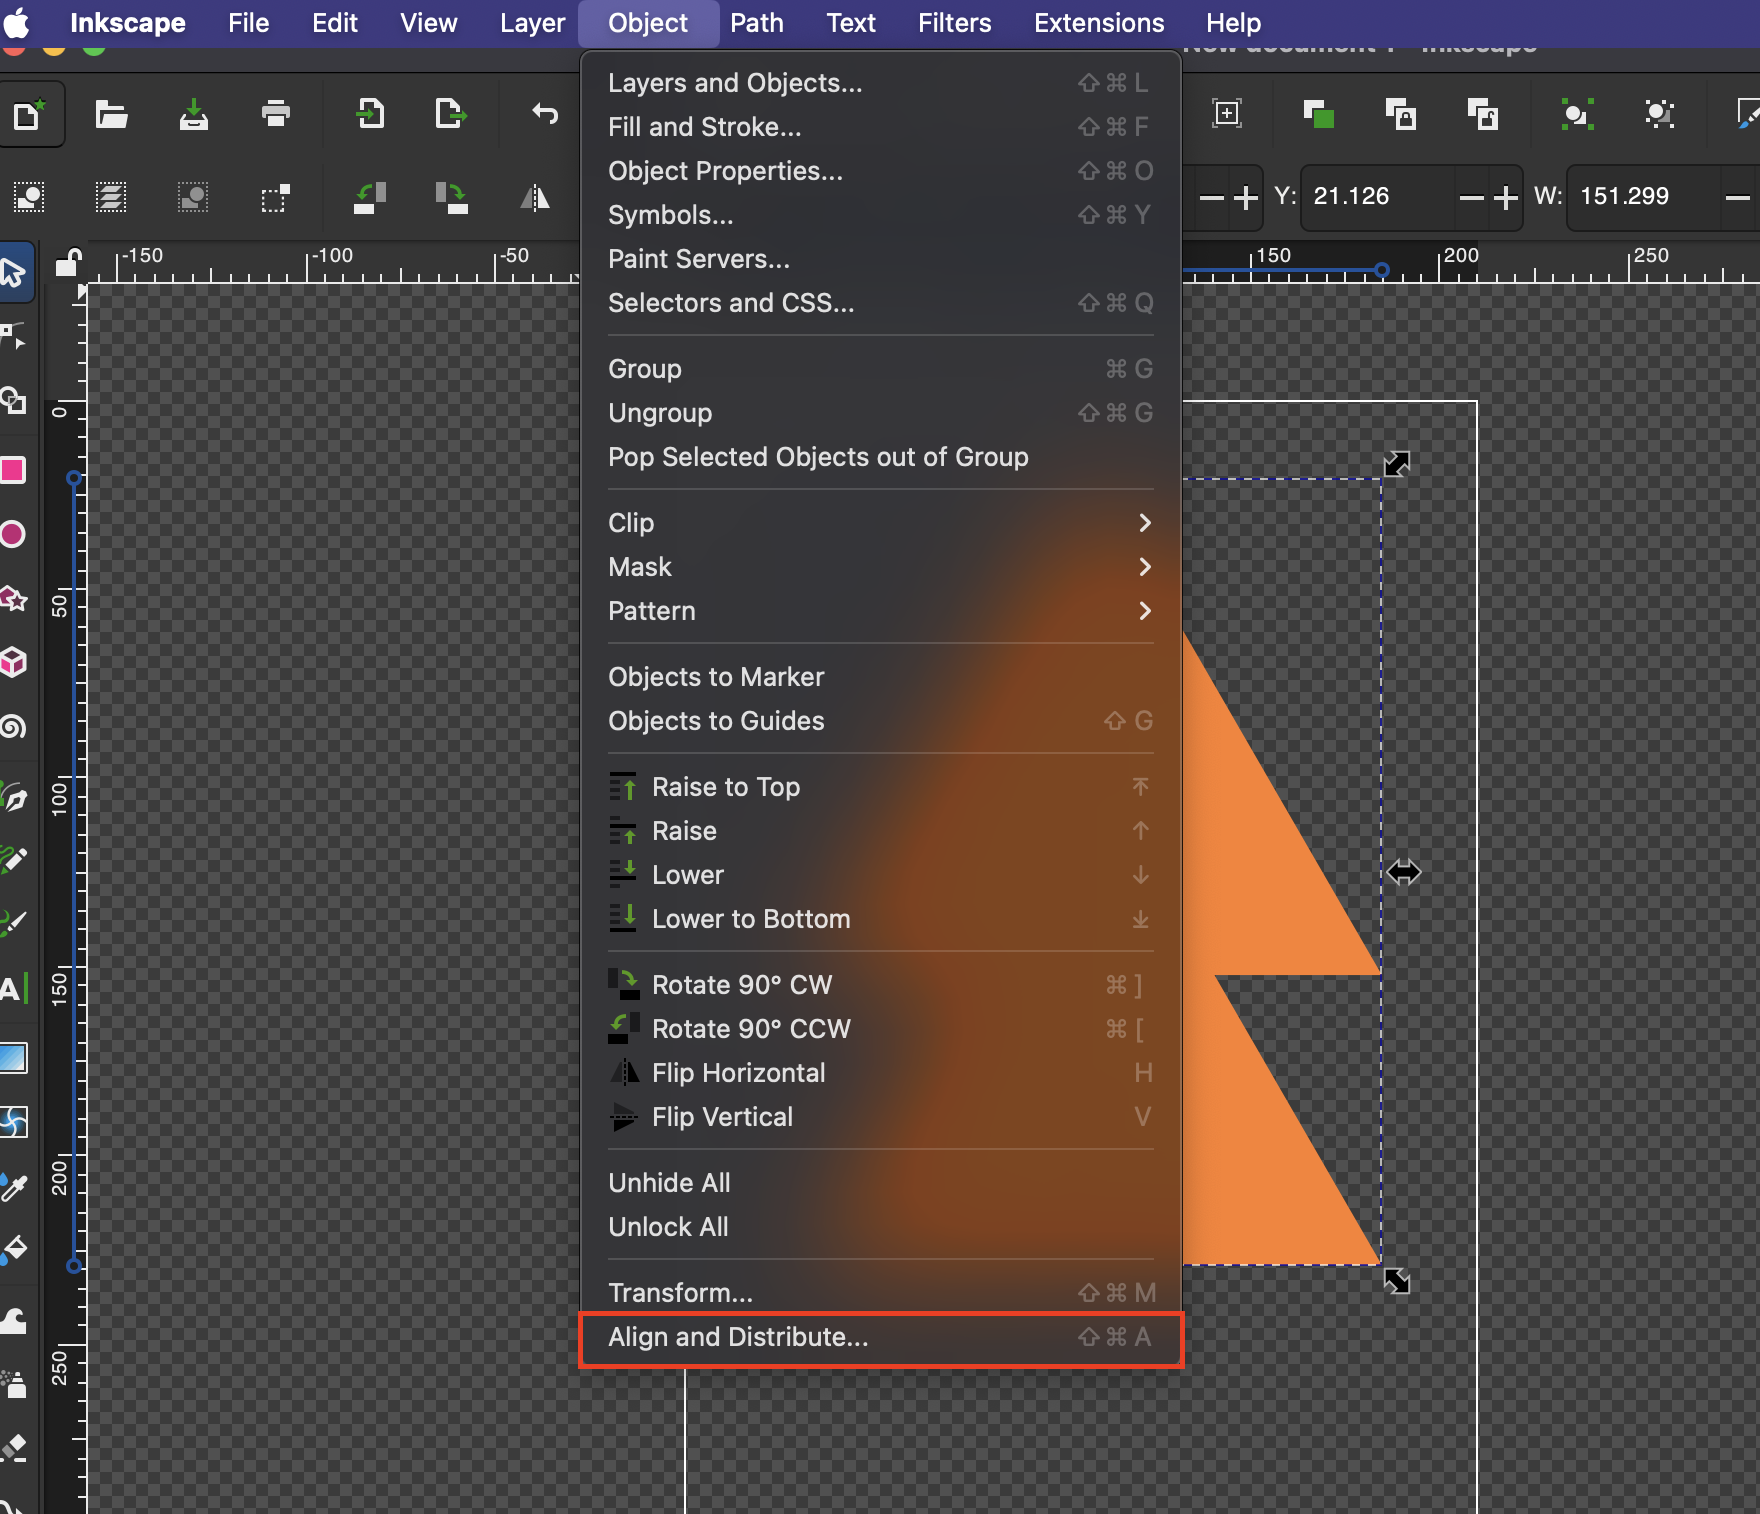 Inkscape File Edit View Layer Object Path Text Filters Extensions Help
New document 1 - Inkscape
Layers and Objects... ⇧⌘L
Fill and Stroke... ⇧⌘F
Object Properties... ⇧⌘O
Symbols... ⇧⌘Y
Paint Servers...
Selectors and CSS... ⇧⌘Q
Group ⌘G
Ungroup ⇧⌘G
Pop Selected Objects out of Group
Clip
Mask
Pattern
Objects to Marker
Objects to Guides ⇧G
Raise to Top
Raise ↑
Lower ↓
Lower to Bottom
Rotate 90° CW ⌘]
Rotate 90° CCW ⌘[
Flip Horizontal H
Flip Vertical V
Unhide All
Unlock All
Transform... ⇧⌘M
Align and Distribute... ⇧⌘A
Y: 21.126 W: 151.299
-150 -100 -50 150 200 250
0
50
100
150
200
250